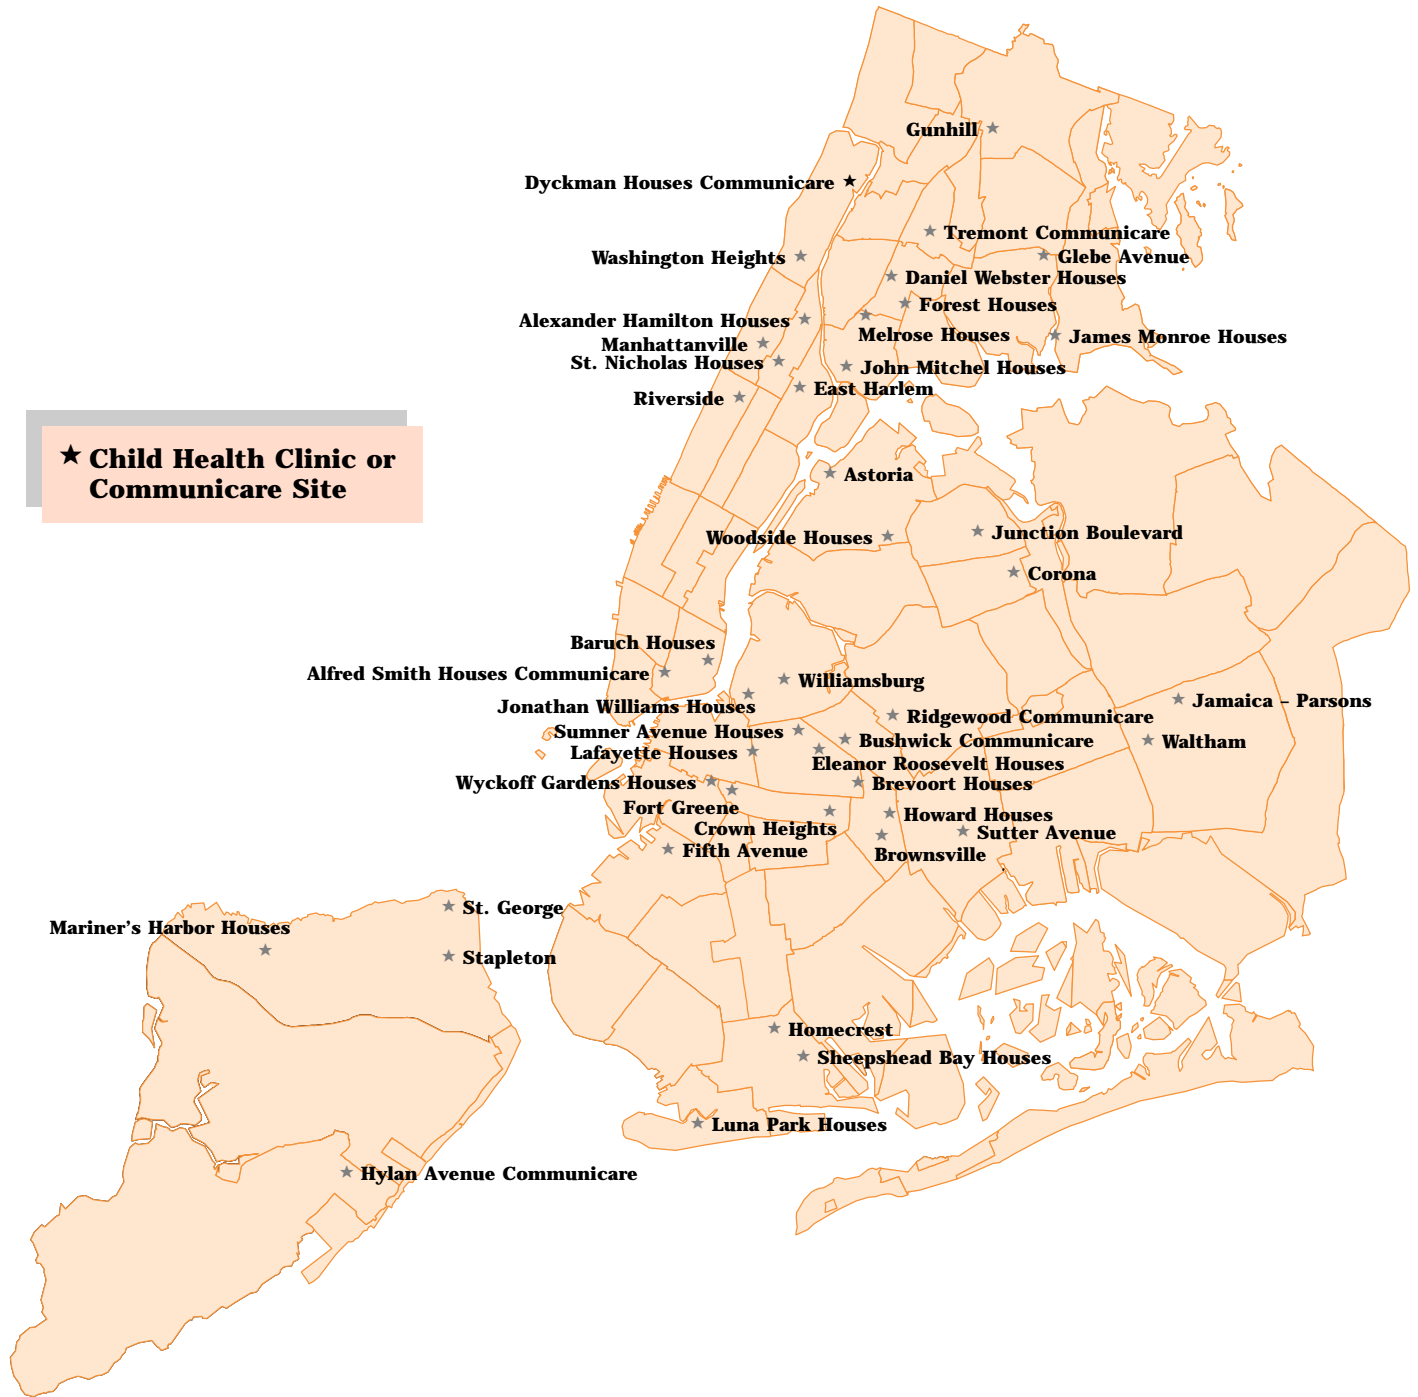 Gunhill
Dyckman Houses Communicare
Tremont Communicare
Washington Heights
Glebe Avenue
Daniel Webster Houses
Forest Houses
Alexander Hamilton Houses
Melrose Houses
James Monroe Houses
Manhattanville
St. Nicholas Houses
John Mitchel Houses
East Harlem
Riverside
Child Health Clinic or
Communicare Site
Astoria
Woodside Houses
Junction Boulevard
Corona
Baruch Houses
Alfred Smith Houses Communicare
Williamsburg
Jonathan Williams Houses
Jamaica – Parsons
Ridgewood Communicare
Sumner Avenue Houses
Bushwick Communicare
Waltham
Lafayette Houses
Eleanor Roosevelt Houses
Wyckoff Gardens Houses
Brevoort Houses
Fort Greene
Howard Houses
Crown Heights
Sutter Avenue
Fifth Avenue
Brownsville
St. George
Mariner's Harbor Houses
Stapleton
Homecrest
Sheepshead Bay Houses
Luna Park Houses
Hylan Avenue Communicare